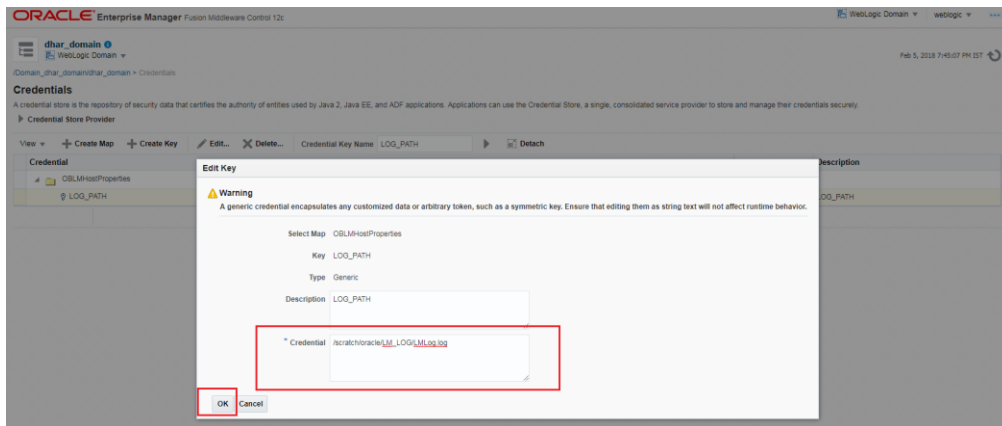 ORACLE® Enterprise Manager Fusion Middleware Control 12c
WebLogic Domain weblogic
dhar_domain
WebLogic Domain
Feb 5, 2018 7:45:07 PM IST
/Domain_dhar_domain/dhar_domain > Credentials
Credentials
A credential store is the repository of security data that certifies the authority of entities used by Java 2, Java EE, and ADF applications. Applications can use the Credential Store, a single, consolidated service provider to store and manage their credentials securely.
Credential Store Provider
View Create Map Create Key Edit... Delete... Credential Key Name LOG_PATH Detach
Credential Description
OBLMHostProperties
LOG_PATH LOG_PATH
Edit Key
Warning
A generic credential encapsulates any customized data or arbitrary token, such as a symmetric key. Ensure that editing them as string text will not affect runtime behavior.
Select Map OBLMHostProperties
Key LOG_PATH
Type Generic
Description LOG_PATH
* Credential /scratch/oracle/LM_LOG/LMLog.log
OK Cancel